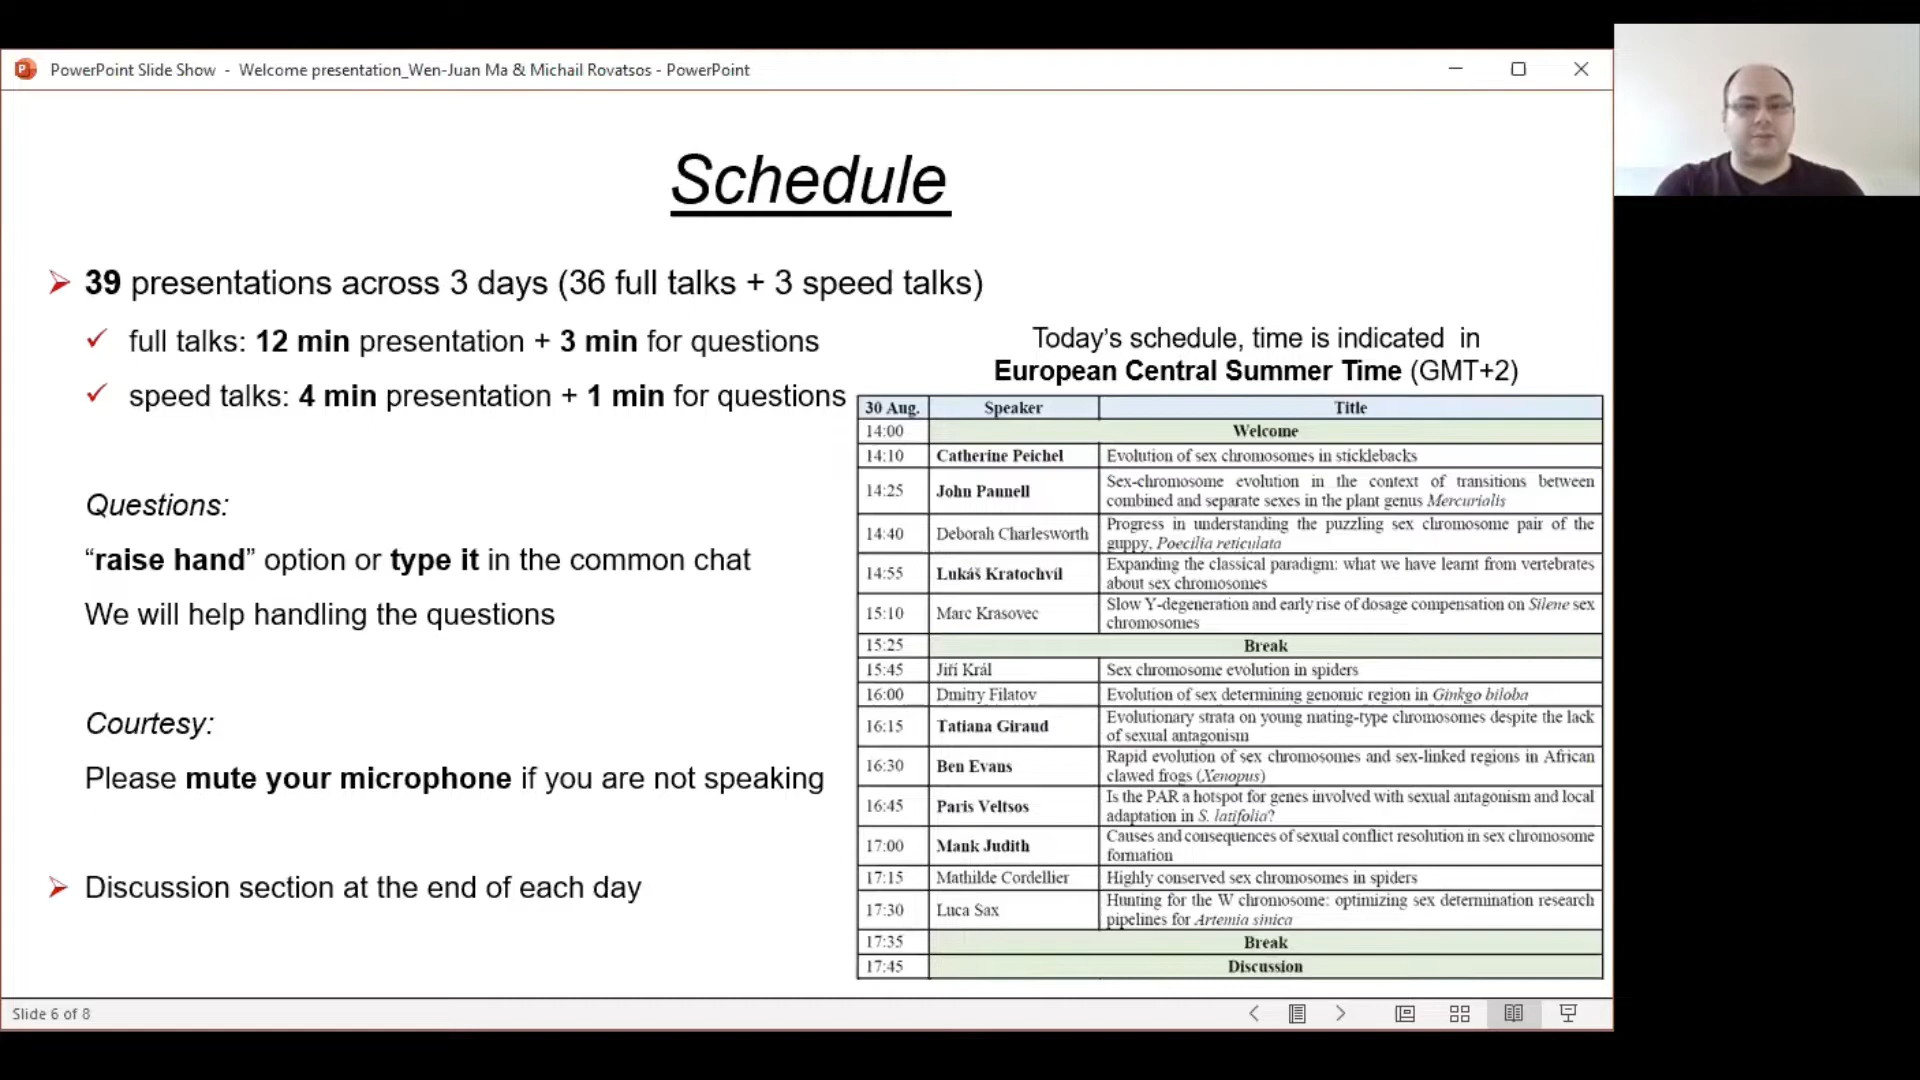 PowerPoint Slide Show - Welcome presentation_Wen-Juan Ma & Michail Rovatsos - PowerPoint
Schedule
39 presentations across 3 days (36 full talks + 3 speed talks)
full talks: 12 min presentation + 3 min for questions
speed talks: 4 min presentation + 1 min for questions
Questions:
“raise hand” option or type it in the common chat
We will help handling the questions
Courtesy:
Please mute your microphone if you are not speaking
Discussion section at the end of each day
Today’s schedule, time is indicated in
European Central Summer Time (GMT+2)
30 Aug. Speaker Title
14:00 Welcome
14:10 Catherine Peichel Evolution of sex chromosomes in sticklebacks
14:25 John Pannell Sex-chromosome evolution in the context of transitions between
combined and separate sexes in the plant genus Mercurialis
14:40 Deborah Charlesworth Progress in understanding the puzzling sex chromosome pair of the
guppy, Poecilia reticulata
14:55 Lukáš Kratochvíl Expanding the classical paradigm: what we have learnt from vertebrates
about sex chromosomes
15:10 Marc Krasovec Slow Y-degeneration and early rise of dosage compensation on Silene sex
chromosomes
15:25 Break
15:45 Jiří Král Sex chromosome evolution in spiders
16:00 Dmitry Filatov Evolution of sex determining genomic region in Ginkgo biloba
16:15 Tatiana Giraud Evolutionary strata on young mating-type chromosomes despite the lack
of sexual antagonism
16:30 Ben Evans Rapid evolution of sex chromosomes and sex-linked regions in African
clawed frogs (Xenopus)
16:45 Paris Veltsos Is the PAR a hotspot for genes involved with sexual antagonism and local
adaptation in S. latifolia?
17:00 Mank Judith Causes and consequences of sexual conflict resolution in sex chromosome
formation
17:15 Mathilde Cordellier Highly conserved sex chromosomes in spiders
17:30 Luca Sax Hunting for the W chromosome: optimizing sex determination research
pipelines for Artemia sinica
17:35 Break
17:45 Discussion
Slide 6 of 8